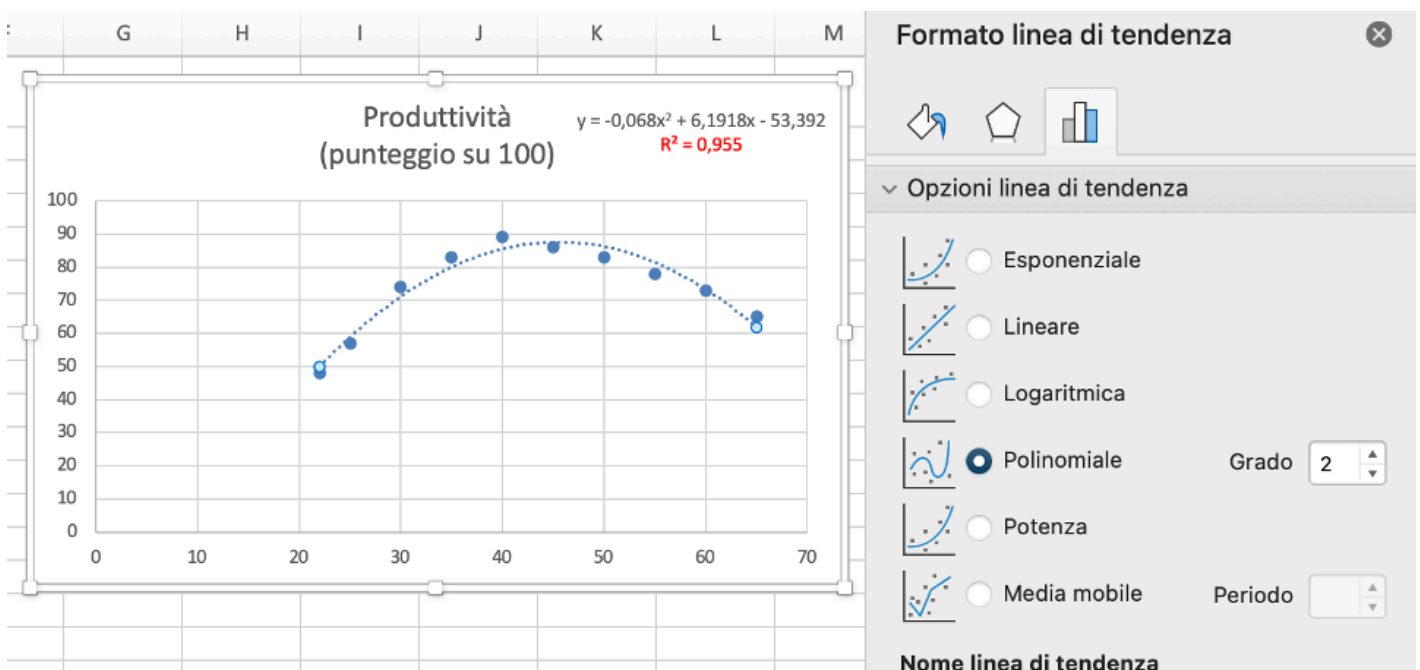 G H I J K L M
Produttività
(punteggio su 100)
y = -0,068x² + 6,1918x - 53,392
R² = 0,955
100
90
80
70
60
50
40
30
20
10
0
0 10 20 30 40 50 60 70
Formato linea di tendenza
Opzioni linea di tendenza
Esponenziale
Lineare
Logaritmica
Polinomiale Grado 2
Potenza
Media mobile Periodo
Nome linea di tendenza